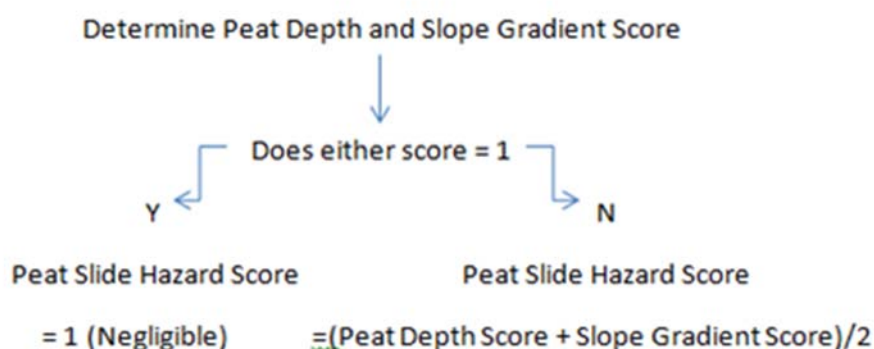 Determine Peat Depth and Slope Gradient Score
Does either score = 1
Y
N
Peat Slide Hazard Score
Peat Slide Hazard Score
= 1 (Negligible)
=(Peat Depth Score + Slope Gradient Score)/2